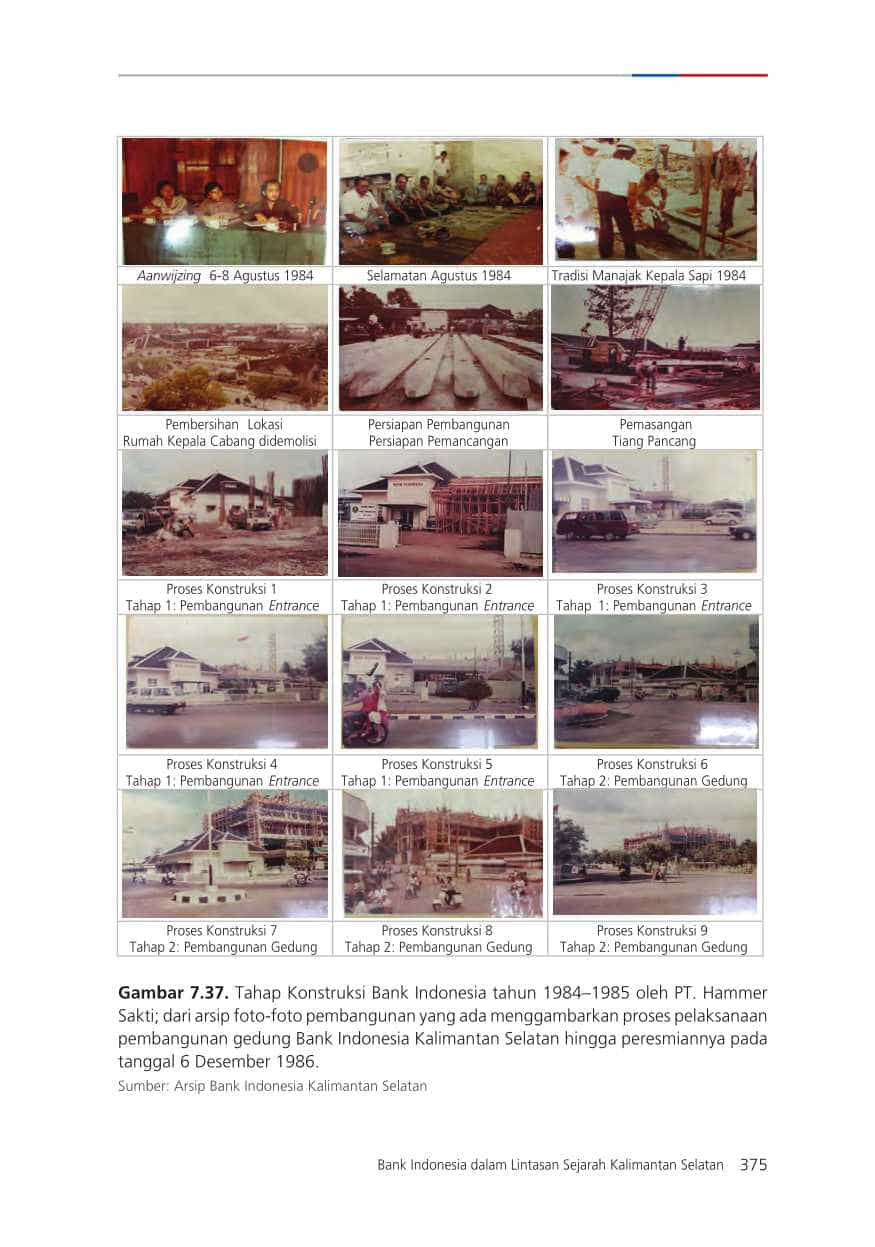 Aanwijzing 6-8 Agustus 1984
Selamatan Agustus 1984
Tradisi Manajak Kepala Sapi 1984
Pembersihan Lokasi
Rumah Kepala Cabang didemolisi
Persiapan Pembangunan
Persiapan Pemancangan
Pemasangan
Tiang Pancang
Proses Konstruksi 1
Tahap 1: Pembangunan Entrance
Proses Konstruksi 2
Tahap 1: Pembangunan Entrance
Proses Konstruksi 3
Tahap 1: Pembangunan Entrance
Proses Konstruksi 4
Tahap 1: Pembangunan Entrance
Proses Konstruksi 5
Tahap 1: Pembangunan Entrance
Proses Konstruksi 6
Tahap 2: Pembangunan Gedung
Proses Konstruksi 7
Tahap 2: Pembangunan Gedung
Proses Konstruksi 8
Tahap 2: Pembangunan Gedung
Proses Konstruksi 9
Tahap 2: Pembangunan Gedung
Gambar 7.37. Tahap Konstruksi Bank Indonesia tahun 1984–1985 oleh PT. Hammer
Sakti; dari arsip foto-foto pembangunan yang ada menggambarkan proses pelaksanaan
pembangunan gedung Bank Indonesia Kalimantan Selatan hingga peresmiannya pada
tanggal 6 Desember 1986.
Sumber: Arsip Bank Indonesia Kalimantan Selatan
Bank Indonesia dalam Lintasan Sejarah Kalimantan Selatan 375